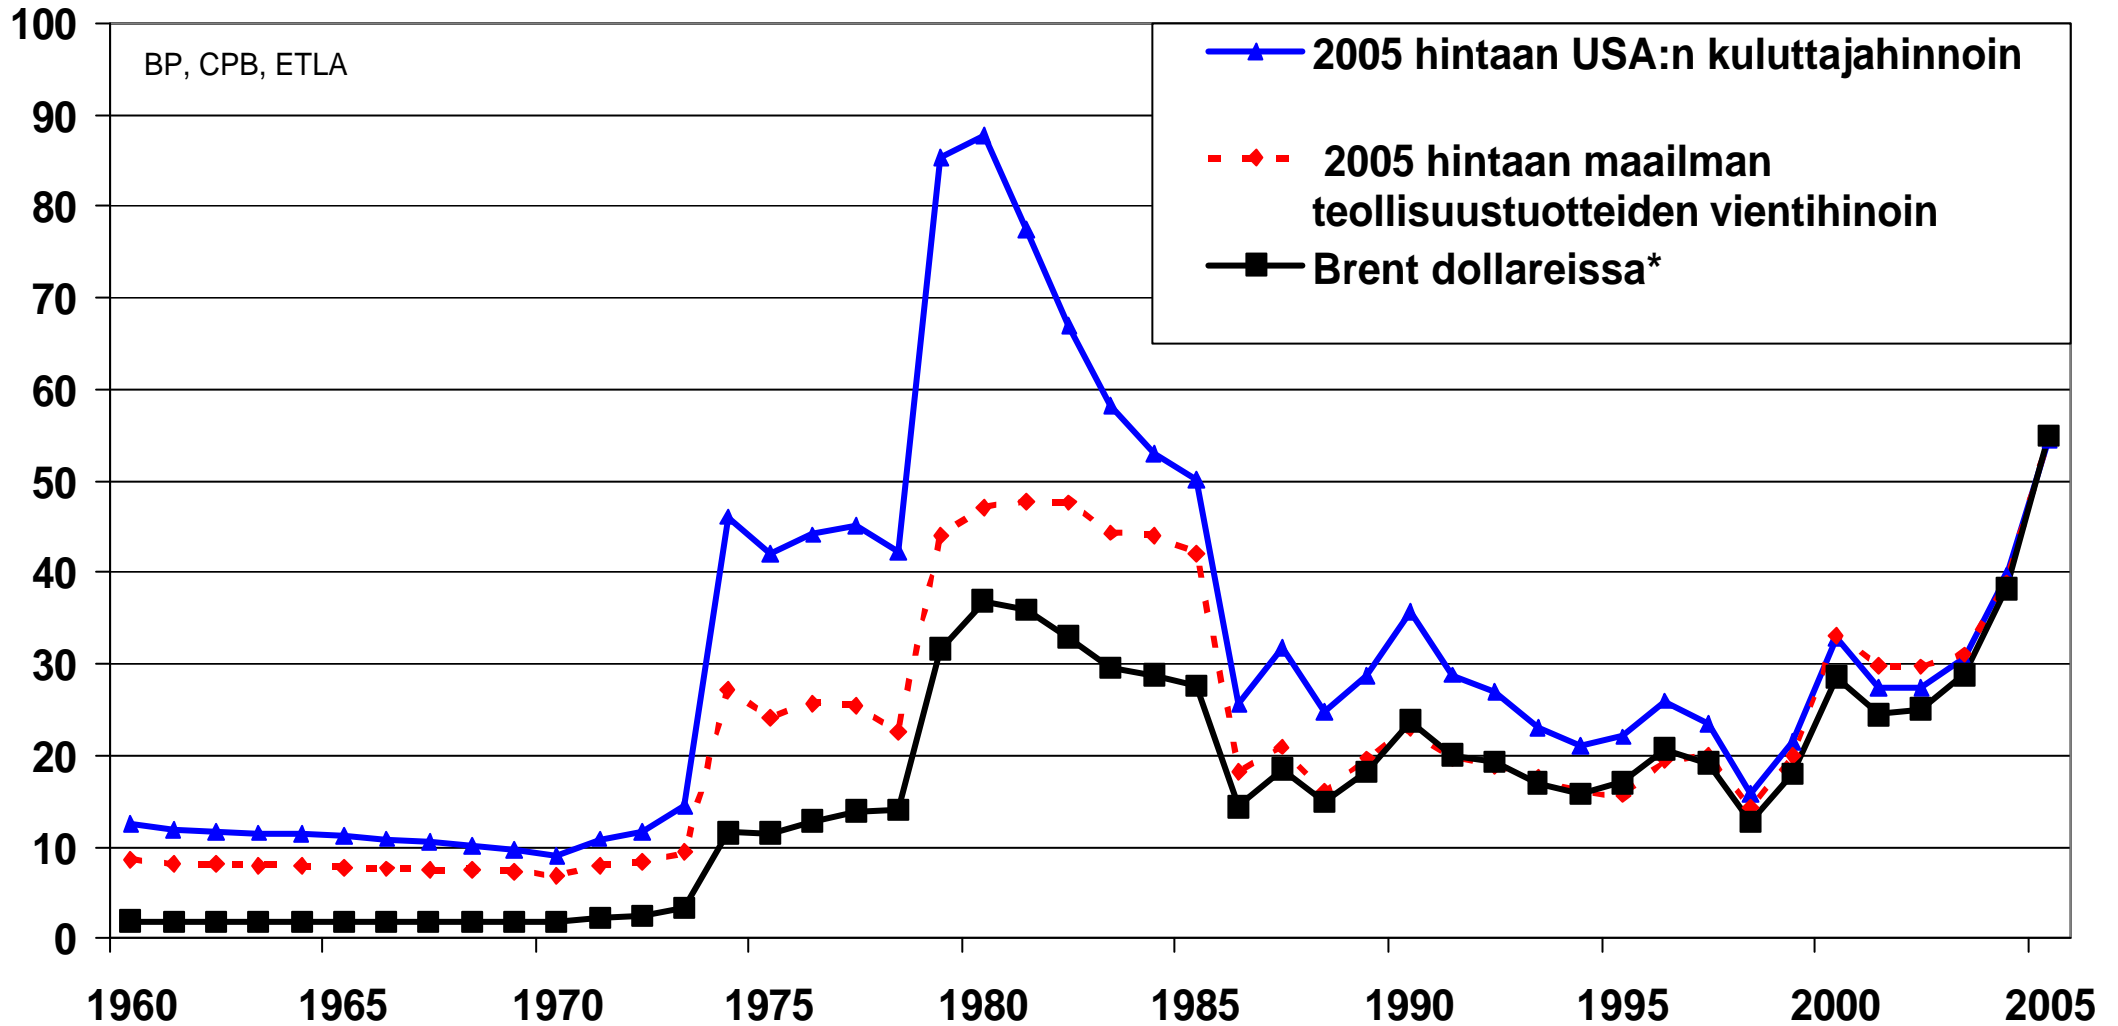 100
90
80
70
60
50
40
30
20
10
0
BP, CPB, ETLA
2005 hintaan USA:n kuluttajahinnoin
2005 hintaan maailman
teollisuustuotteiden vientihinoin
Brent dollareissa*
1960 1965 1970 1975 1980 1985 1990 1995 2000 2005